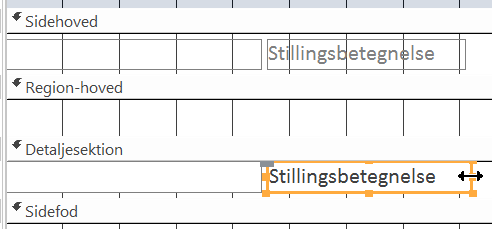 Sidehoved
Stillingsbetegnelse
Region-hoved
Detaljesektion
Stillingsbetegnelse
Sidefod